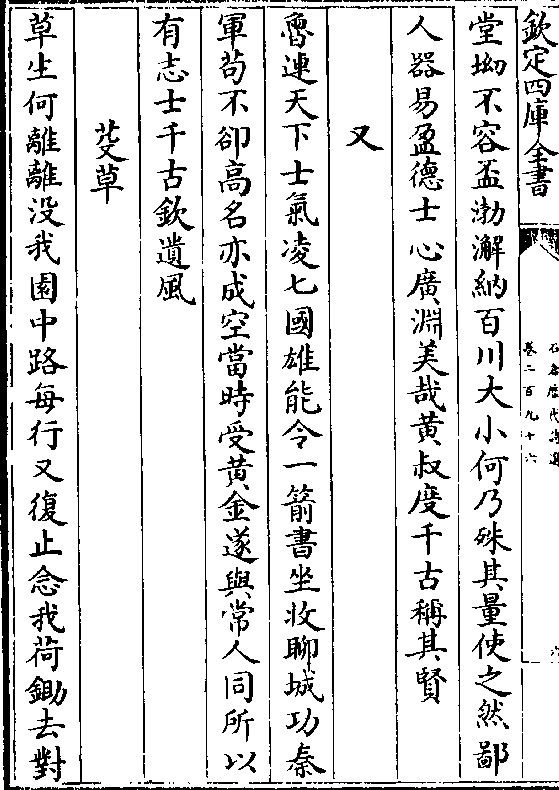 欽定四庫全書
石倉歷代詩選
卷二百九十六
六
堂坳不容盃渤澥納百川大小何乃殊其量使之然鄙
人器易盈德士心廣淵美哉黄叔度千古稱其賢
又
魯連天下士氣凌七國雄能令一箭書坐收聊城功秦
軍苟不卻高名亦成空當時受黄金遂與常人同所以
有志士千古欽遺風
芟草
草生何離離没我園中路每行又復止念我荷鋤去對